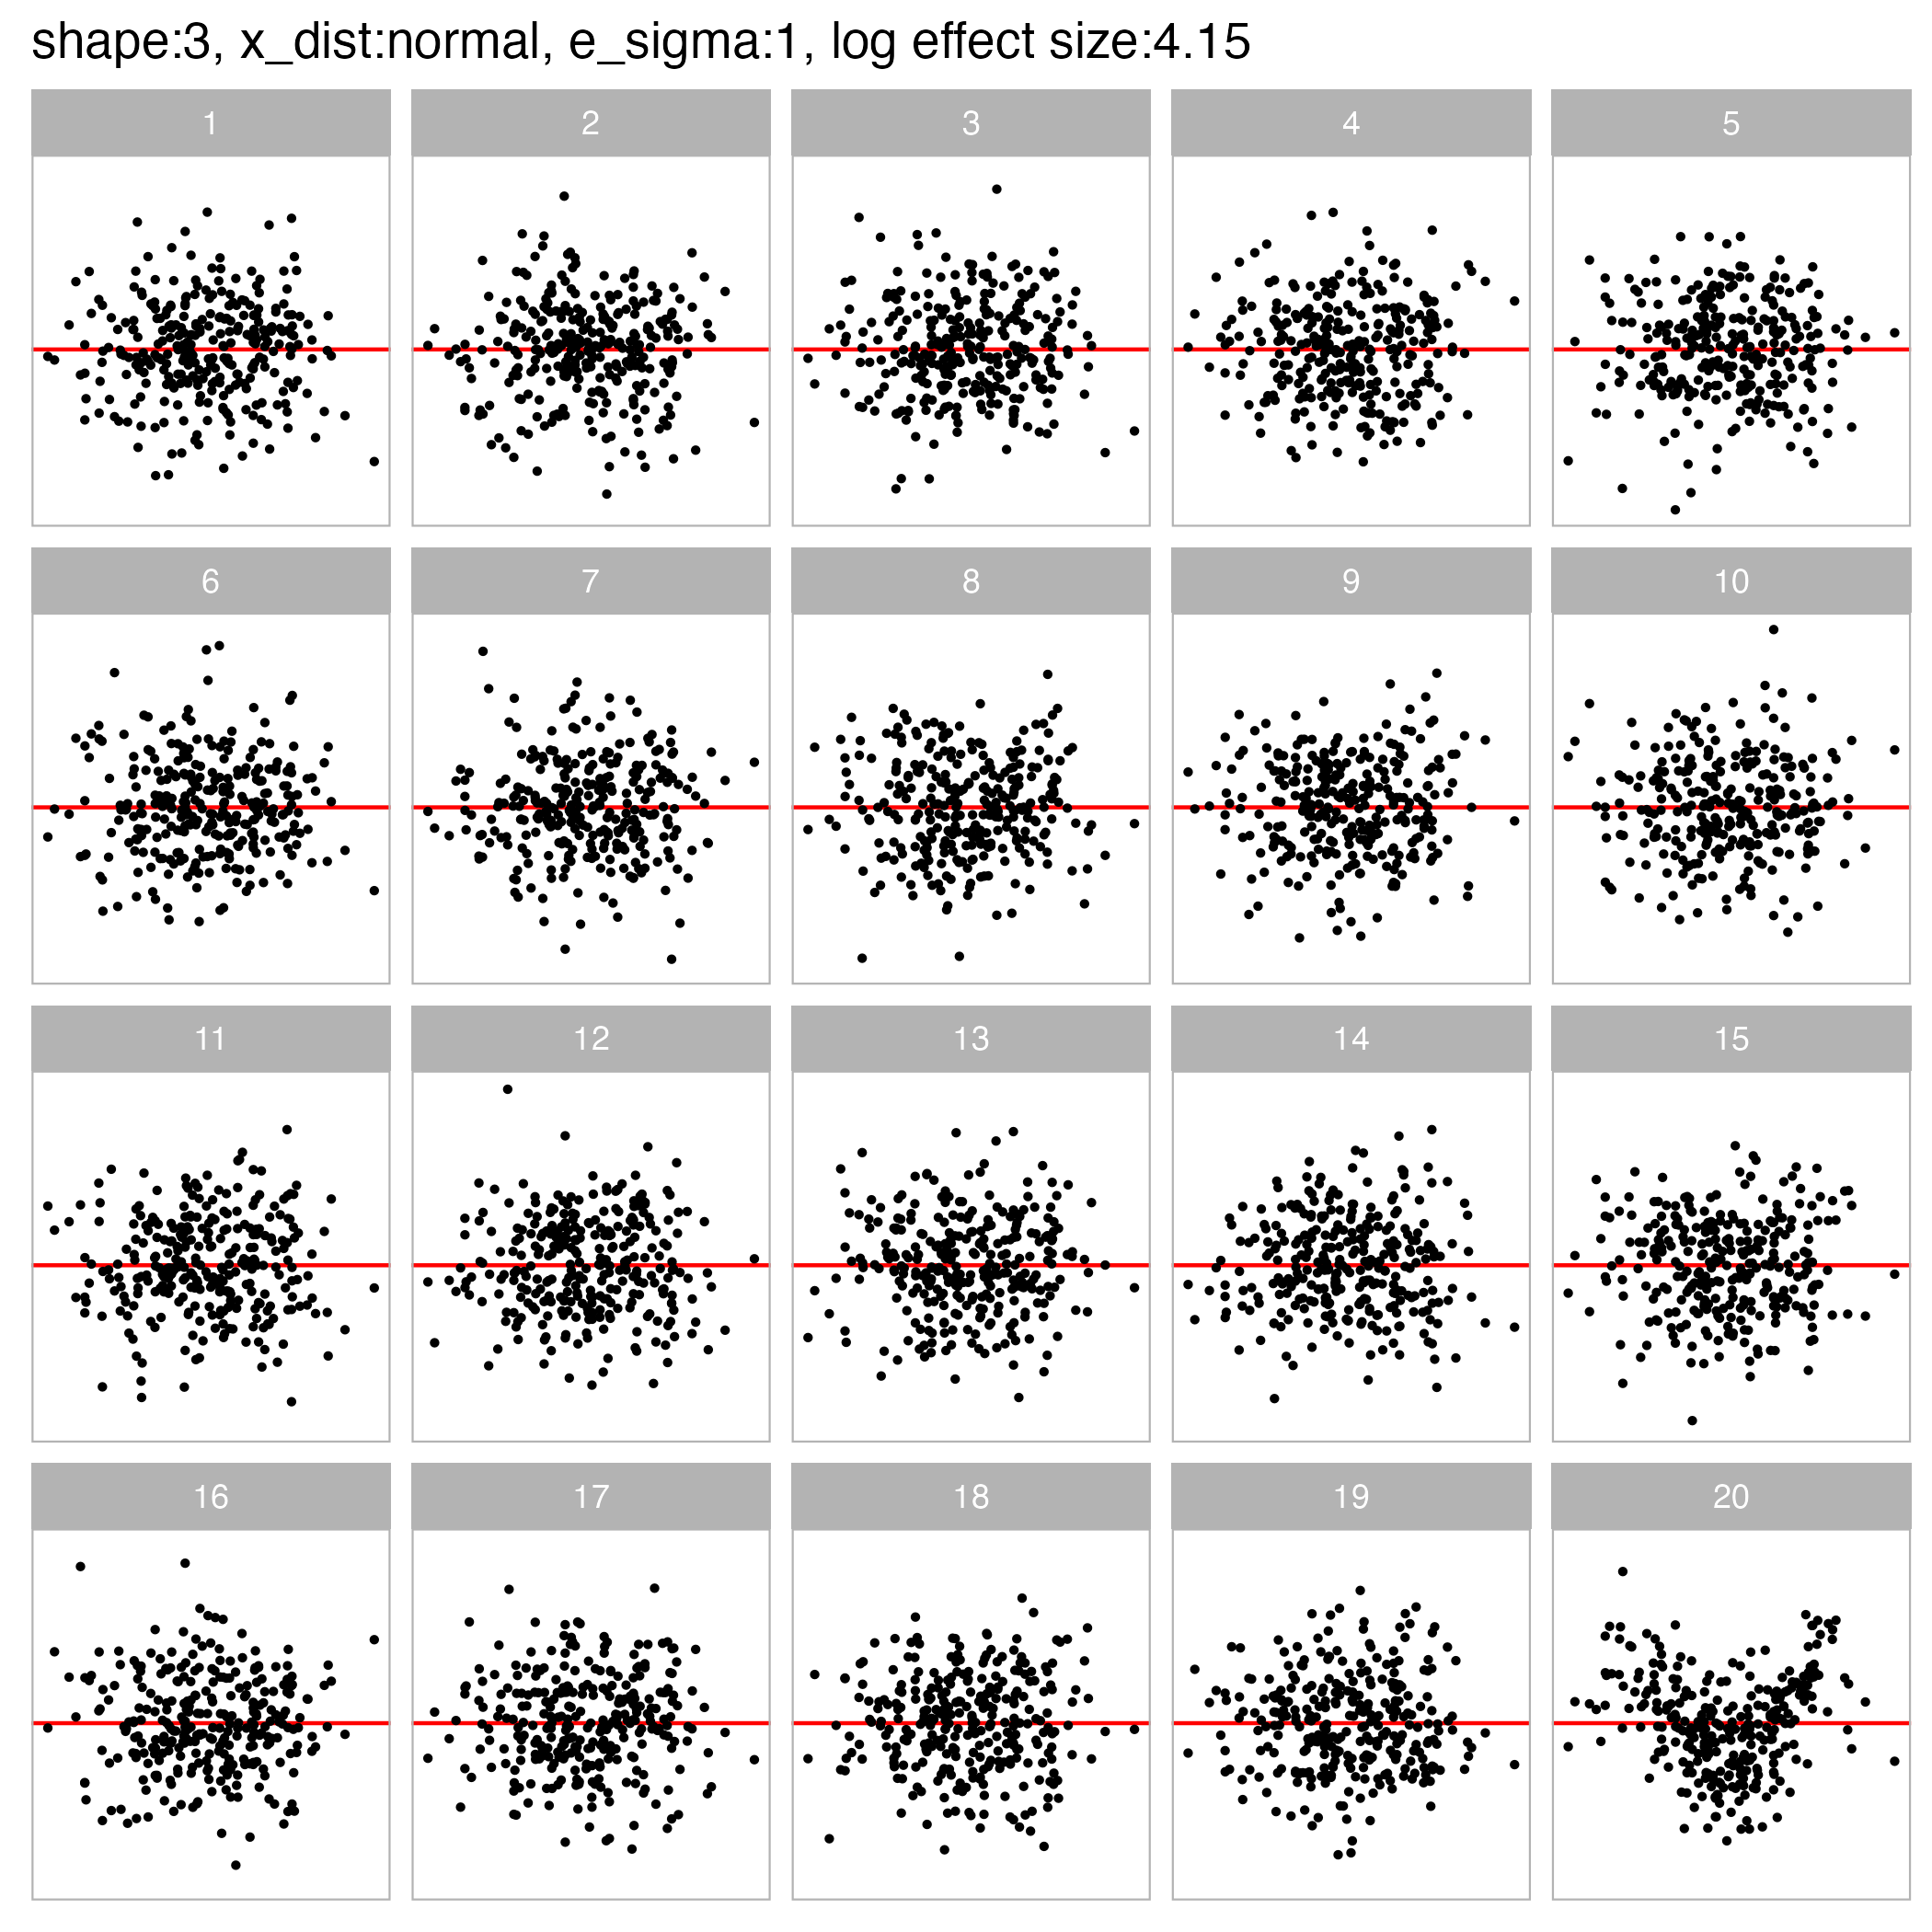 shape:3, x_dist:normal, e_sigma:1, log effect size:4.15
1 2 3 4 5
6 7 8 9 10
11 12 13 14 15
16 17 18 19 20